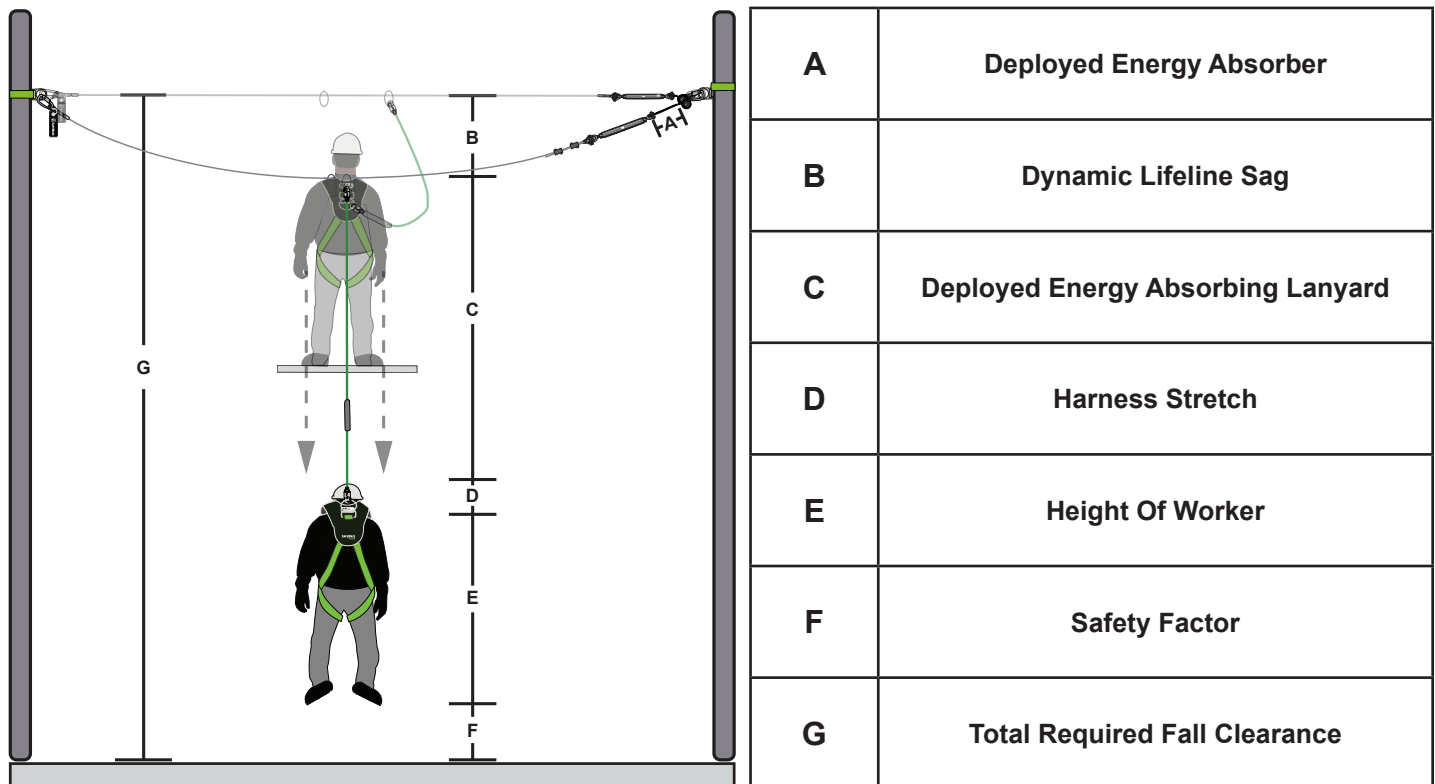 A
B
C
D
E
F
G
A Deployed Energy Absorber
B Dynamic Lifeline Sag
C Deployed Energy Absorbing Lanyard
D Harness Stretch
E Height Of Worker
F Safety Factor
G Total Required Fall Clearance